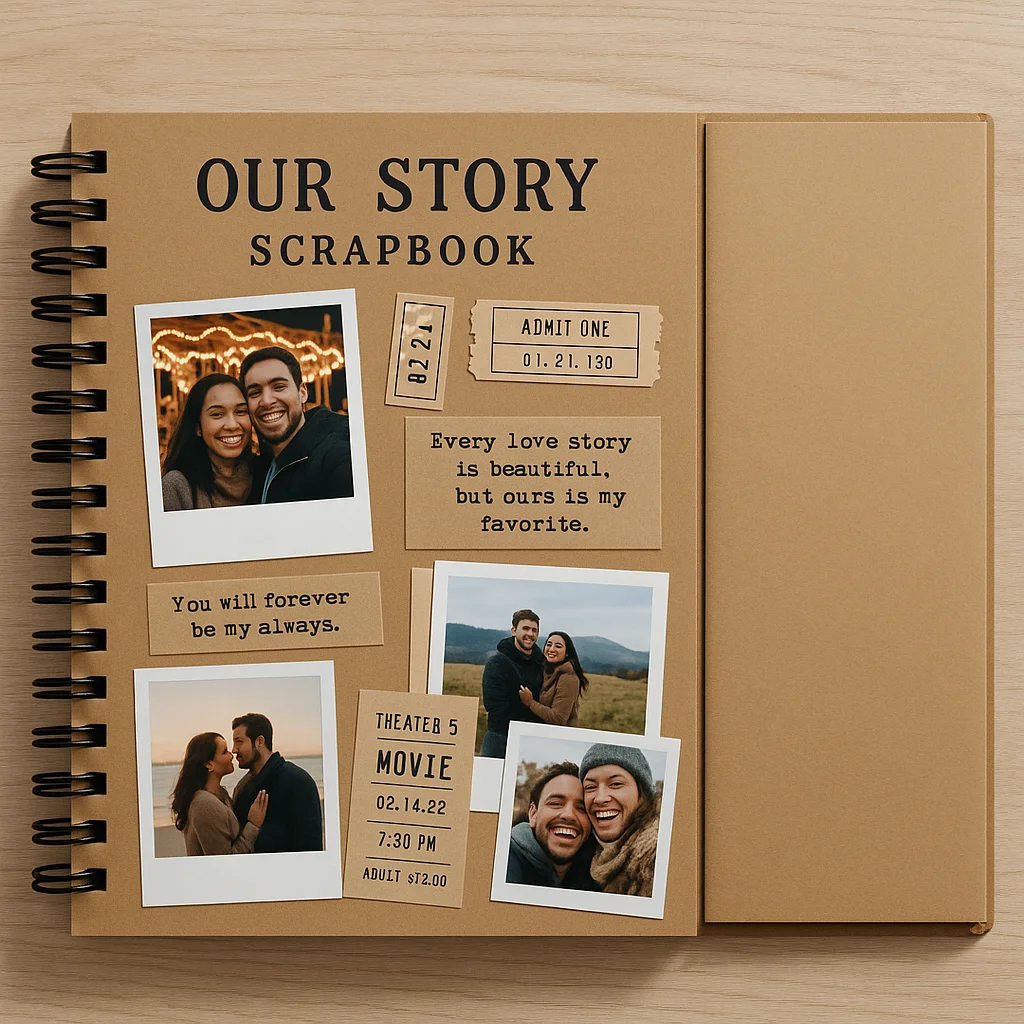 OUR STORY
SCRAPBOOK
ADMIT ONE
01.21.130
Every love story
is beautiful,
but ours is my
favorite.
You will forever
be my always.
THEATER 5
MOVIE
02.14.22
7:30 PM
ADULT $12.00